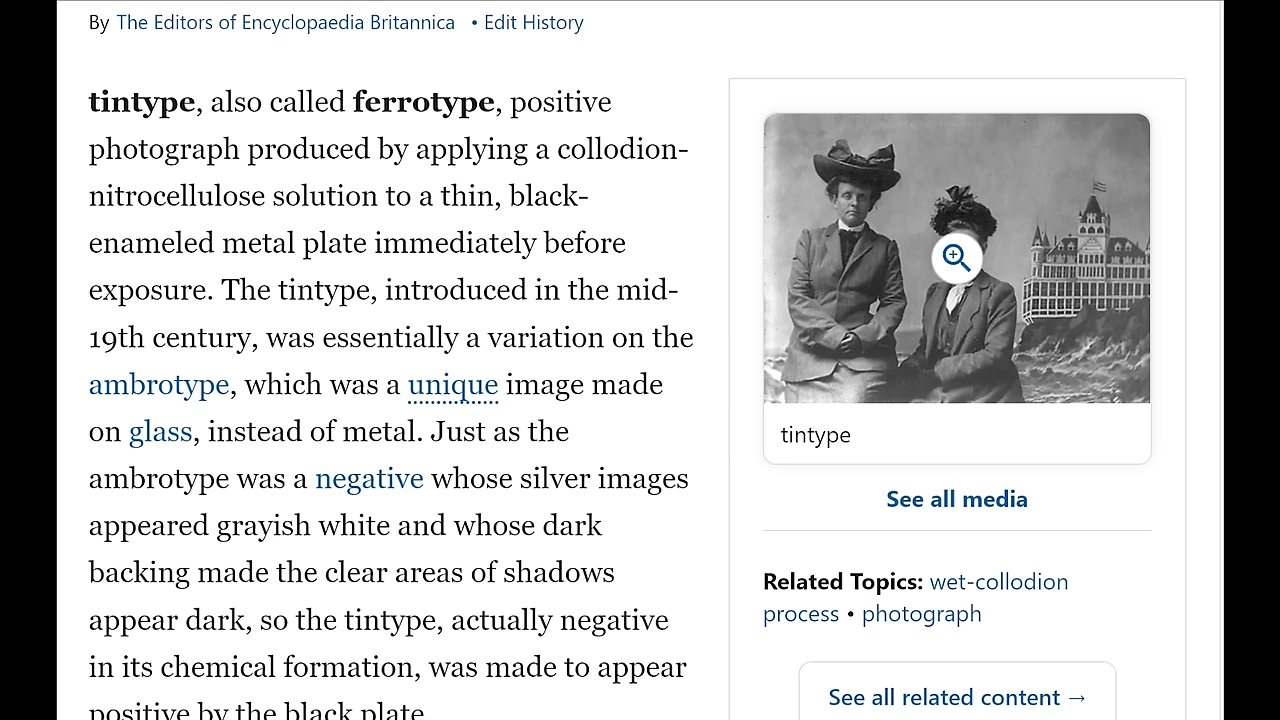 By The Editors of Encyclopaedia Britannica • Edit History
tintype, also called ferrotype, positive
photograph produced by applying a collodion-
nitrocellulose solution to a thin, black-
enameled metal plate immediately before
exposure. The tintype, introduced in the mid-
19th century, was essentially a variation on the
ambrotype, which was a unique image made
on glass, instead of metal. Just as the
ambrotype was a negative whose silver images
appeared grayish white and whose dark
backing made the clear areas of shadows
appear dark, so the tintype, actually negative
in its chemical formation, was made to appear
positive by the black plate.
tintype
See all media
Related Topics: wet-collodion
process • photograph
See all related content →